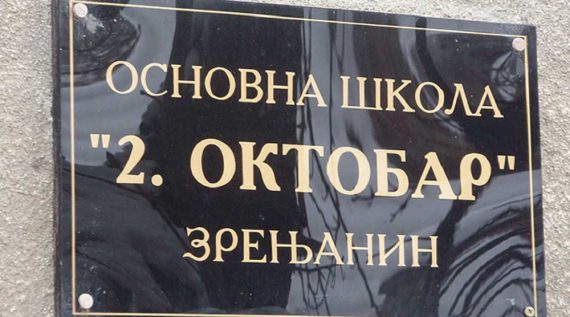 ОСНОВНА ШКОЛА
"2. ОКТОБАР"
ЗРЕЊАНИН